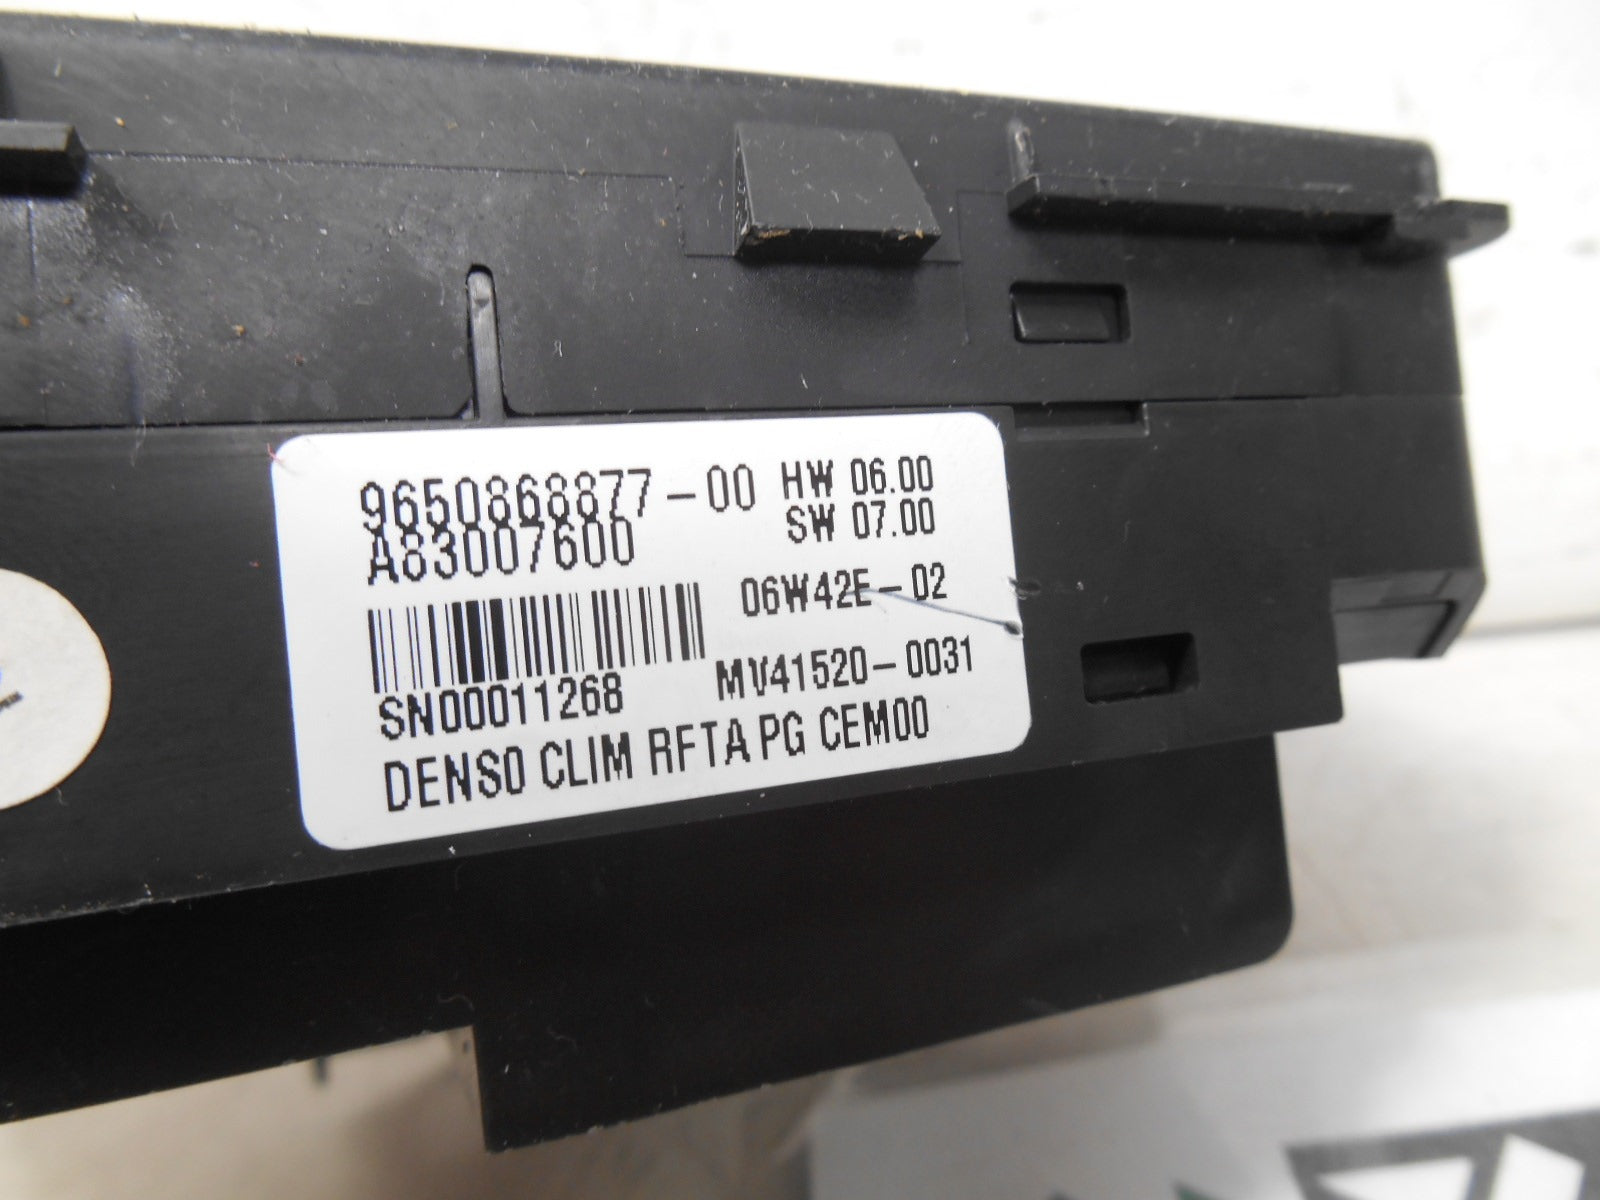 9650868877-00 HW 06.00
A83007600 SW 07.00
06W42E-02
SN00011268 MV41520-0031
DENSO CLIM RFTA PG CEM00